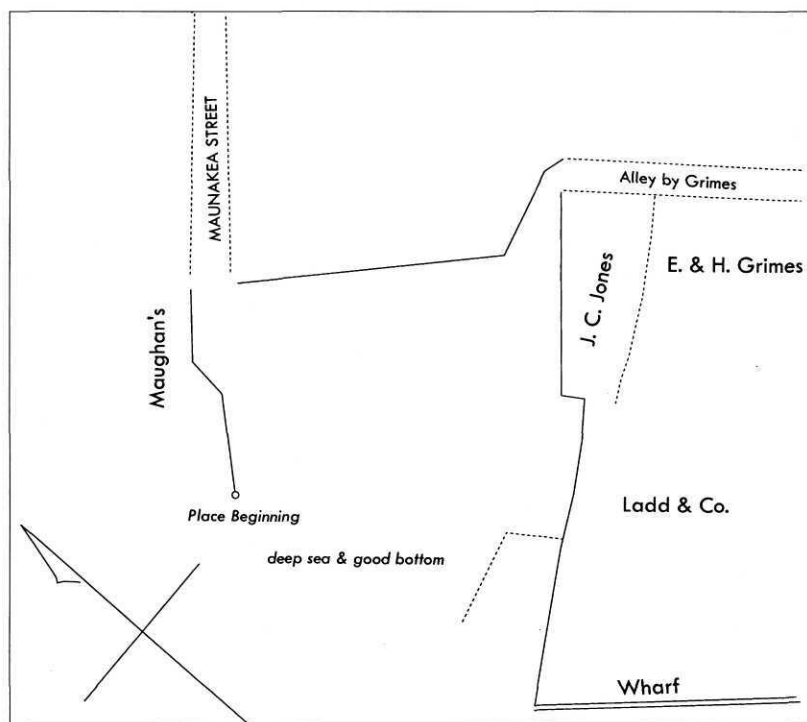 MAUNAKEA STREET
Alley by Grimes
E. & H. Grimes
J. C. Jones
Maughan's
Ladd & Co.
Place Beginning
deep sea & good bottom
Wharf